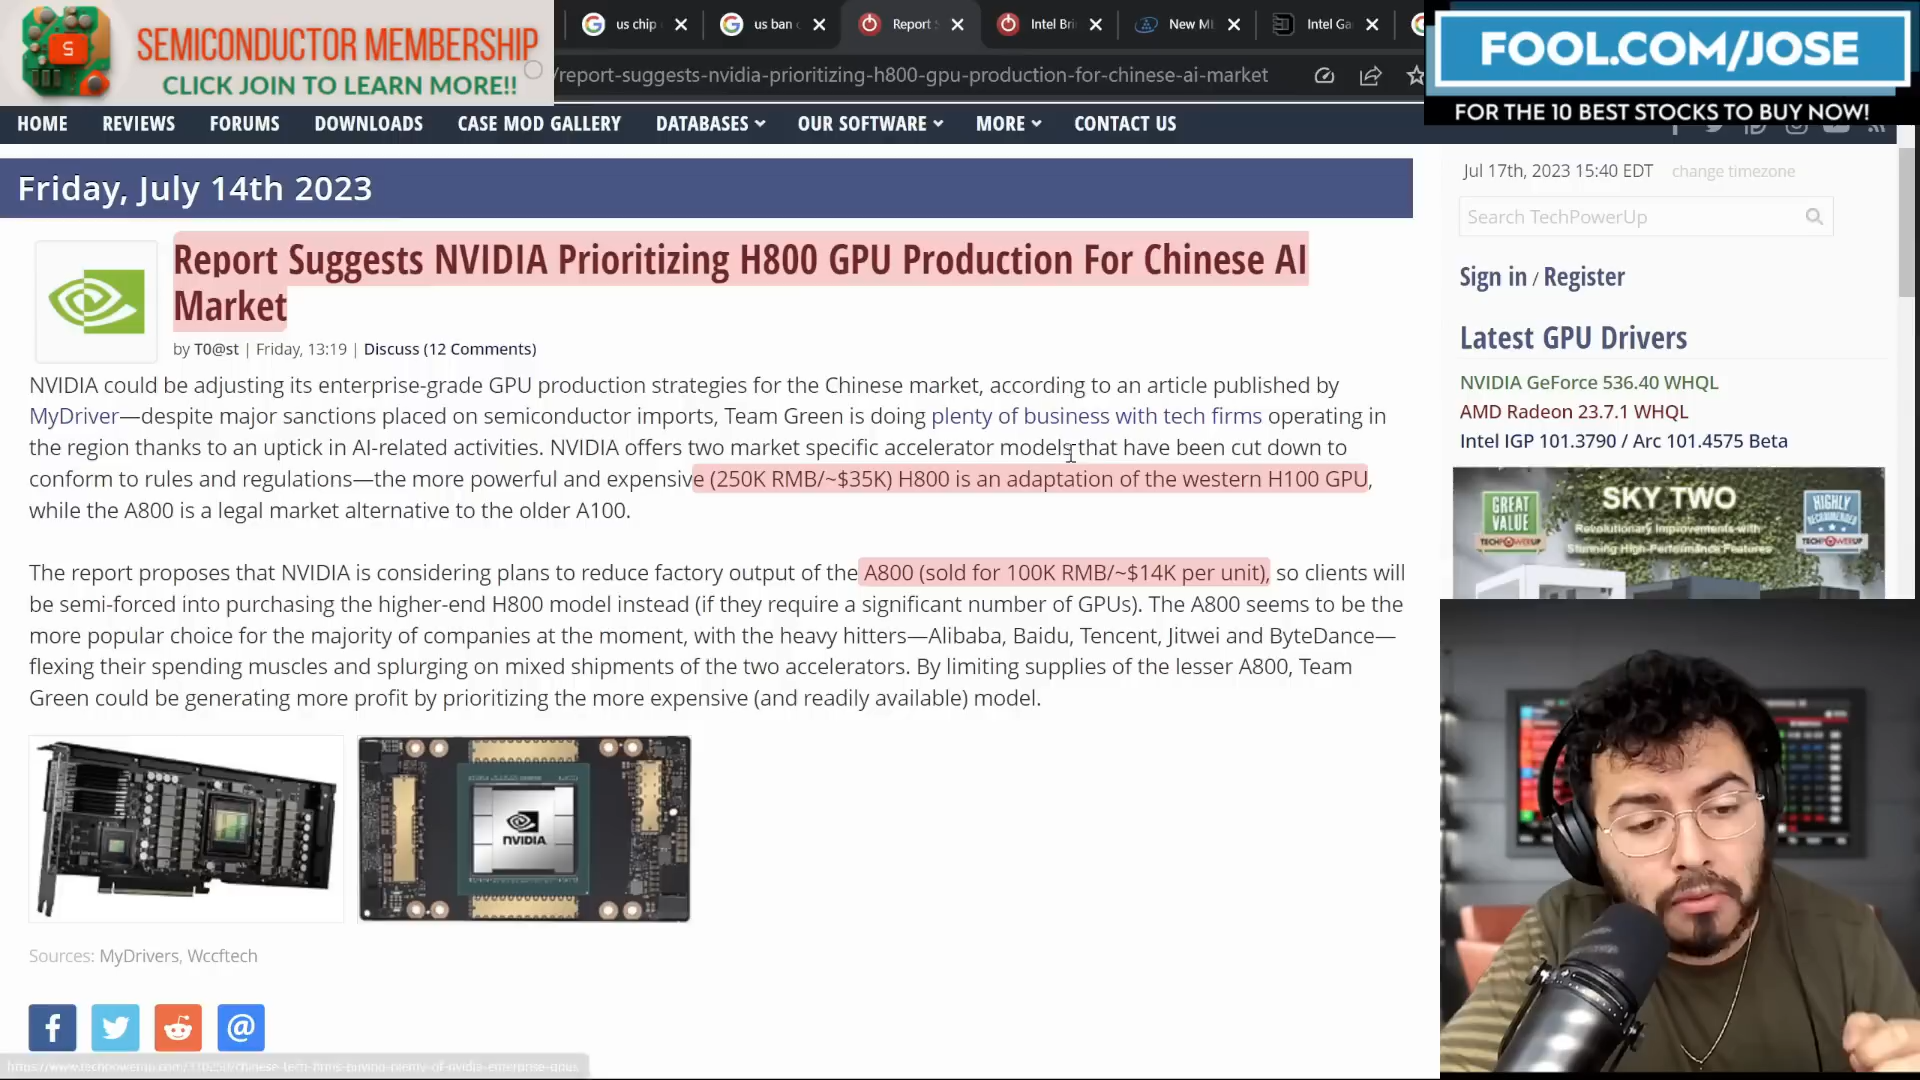 SEMICONDUCTOR MEMBERSHIP
CLICK JOIN TO LEARN MORE!!
S
us chip
us ban
Report
Intel Bri
New ML
Intel Ga
FOOL.COM/JOSE
FOR THE 10 BEST STOCKS TO BUY NOW!
/report-suggests-nvidia-prioritizing-h800-gpu-production-for-chinese-ai-market
HOME REVIEWS FORUMS DOWNLOADS CASE MOD GALLERY DATABASES OUR SOFTWARE MORE CONTACT US
Friday, July 14th 2023
Report Suggests NVIDIA Prioritizing H800 GPU Production For Chinese AI
Market
by T0@st | Friday, 13:19 | Discuss (12 Comments)
NVIDIA could be adjusting its enterprise-grade GPU production strategies for the Chinese market, according to an article published by
MyDriver—despite major sanctions placed on semiconductor imports, Team Green is doing plenty of business with tech firms operating in
the region thanks to an uptick in AI-related activities. NVIDIA offers two market specific accelerator models that have been cut down to
conform to rules and regulations—the more powerful and expensive (250K RMB/~$35K) H800 is an adaptation of the western H100 GPU,
while the A800 is a legal market alternative to the older A100.
The report proposes that NVIDIA is considering plans to reduce factory output of the A800 (sold for 100K RMB/~$14K per unit), so clients will
be semi-forced into purchasing the higher-end H800 model instead (if they require a significant number of GPUs). The A800 seems to be the
more popular choice for the majority of companies at the moment, with the heavy hitters—Alibaba, Baidu, Tencent, Jitwei and ByteDance—
flexing their spending muscles and splurging on mixed shipments of the two accelerators. By limiting supplies of the lesser A800, Team
Green could be generating more profit by prioritizing the more expensive (and readily available) model.
NVIDIA
Sources: MyDrivers, Wccftech
Jul 17th, 2023 15:40 EDT change timezone
Search TechPowerUp
Sign in / Register
Latest GPU Drivers
NVIDIA GeForce 536.40 WHQL
AMD Radeon 23.7.1 WHQL
Intel IGP 101.3790 / Arc 101.4575 Beta
GREAT
VALUE
TECHPOWERUP
SKY TWO
Revolutionary Improvements with
Stunning High-Performance Features
HIGHLY
RECOMMENDED
TECHPOWERUP